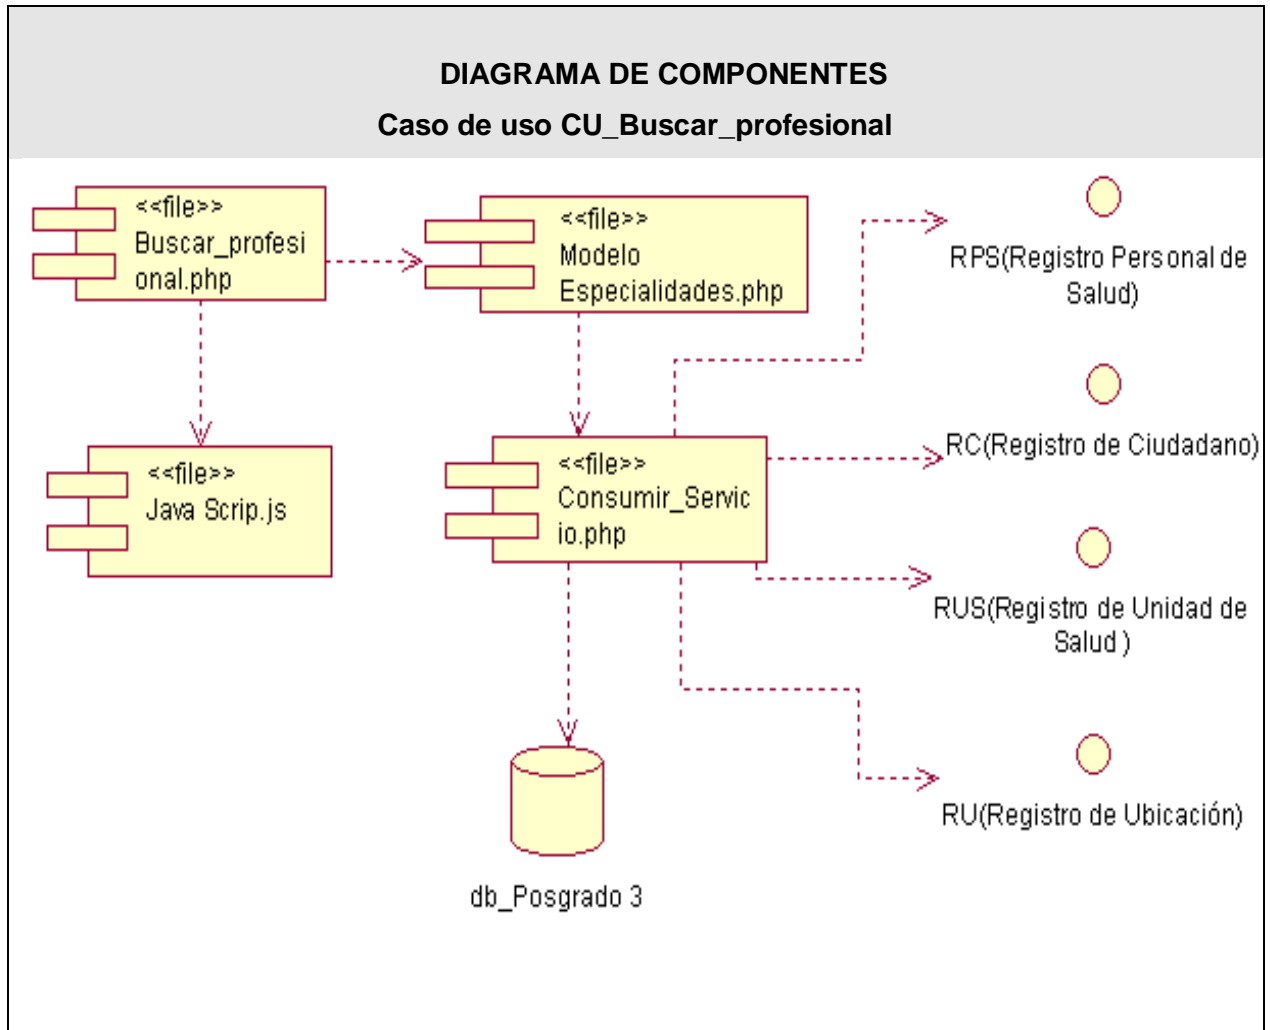 DIAGRAMA DE COMPONENTES
Caso de uso CU_Buscar_profesional
<<file>>
Buscar_profesi
onal.php
<<file>>
Modelo
Especialidades.php
RPS(Registro Personal de
Salud)
<<file>>
Java Scrip.js
<<file>>
Consumir_Servic
io.php
RC(Registro de Ciudadano)
RUS(Registro de Unidad de
Salud )
RU(Registro de Ubicación)
db_Posgrado 3